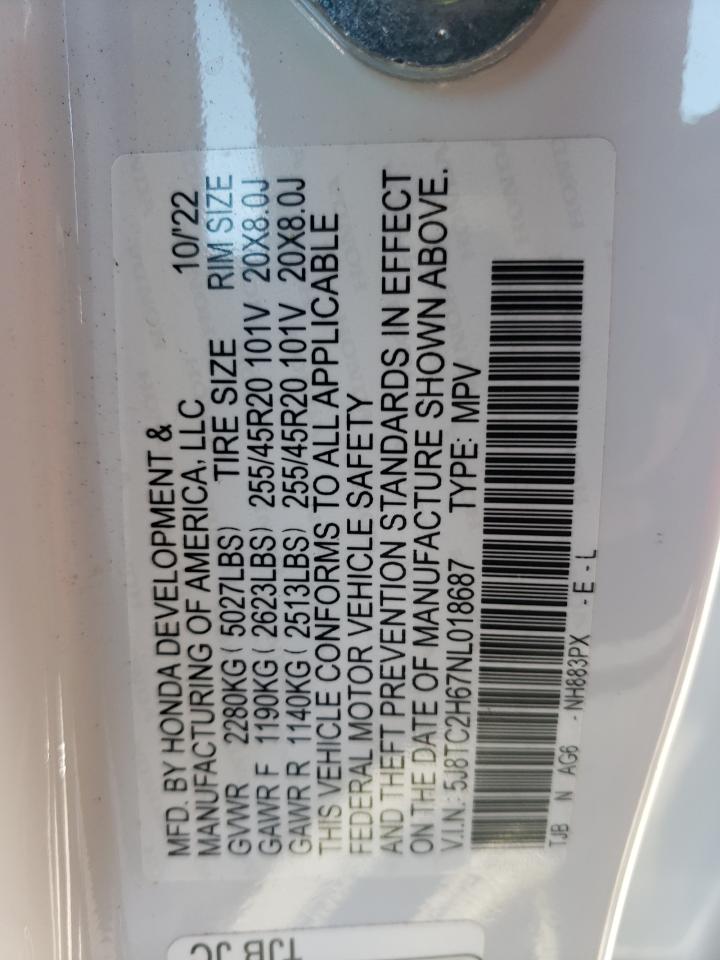 MFD. BY HONDA DEVELOPMENT & 10/'22
MANUFACTURING OF AMERICA, LLC
GVWR 2280KG ( 5027LBS) TIRE SIZE RIM SIZE
GAWR F 1190KG ( 2623LBS) 255/45R20 101V 20X8.0J
GAWR R 1140KG ( 2513LBS) 255/45R20 101V 20X8.0J
THIS VEHICLE CONFORMS TO ALL APPLICABLE
FEDERAL MOTOR VEHICLE SAFETY
AND THEFT PREVENTION STANDARDS IN EFFECT
ON THE DATE OF MANUFACTURE SHOWN ABOVE.
V.I.N.: 5J8TC2H67NL018687 TYPE: MPV
TJB N AG6 -NH883PX -E-L
TJB